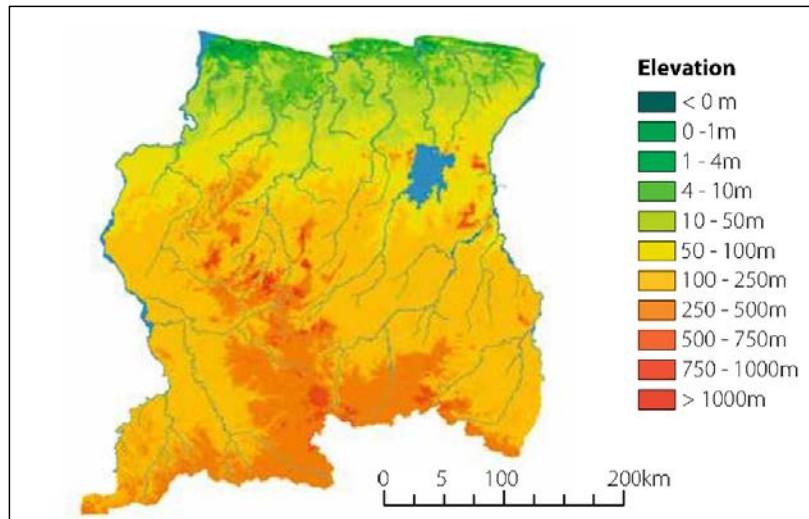 Elevation
< 0 m
0 -1m
1 - 4m
4 - 10m
10 - 50m
50 - 100m
100 - 250m
250 - 500m
500 - 750m
750 - 1000m
> 1000m
0 5 100 200km